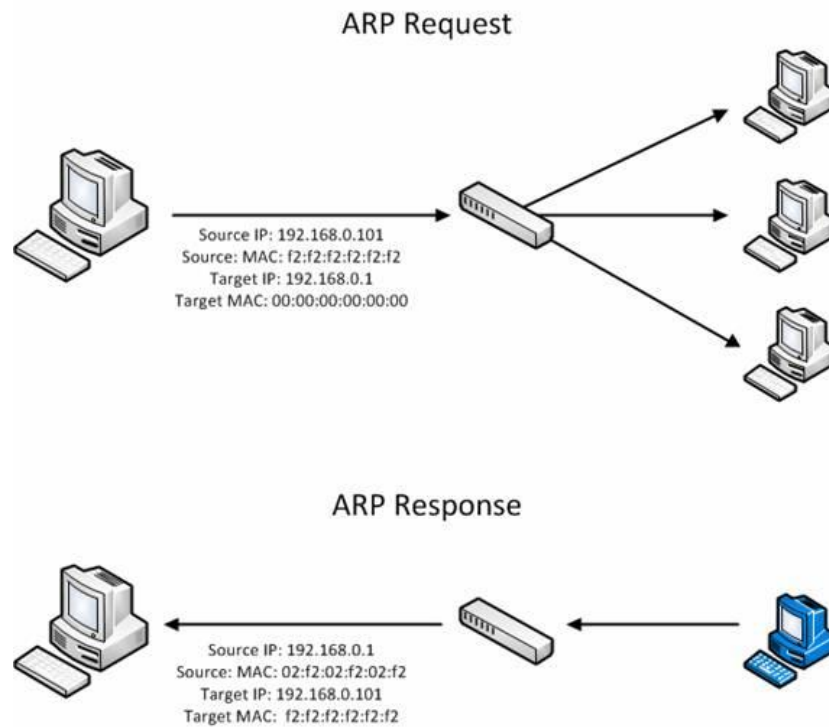 ARP Request
Source IP: 192.168.0.101
Source: MAC: f2:f2:f2:f2:f2:f2
Target IP: 192.168.0.1
Target MAC: 00:00:00:00:00:00
ARP Response
Source IP: 192.168.0.1
Source: MAC: 02:f2:02:f2:02:f2
Target IP: 192.168.0.101
Target MAC: f2:f2:f2:f2:f2:f2